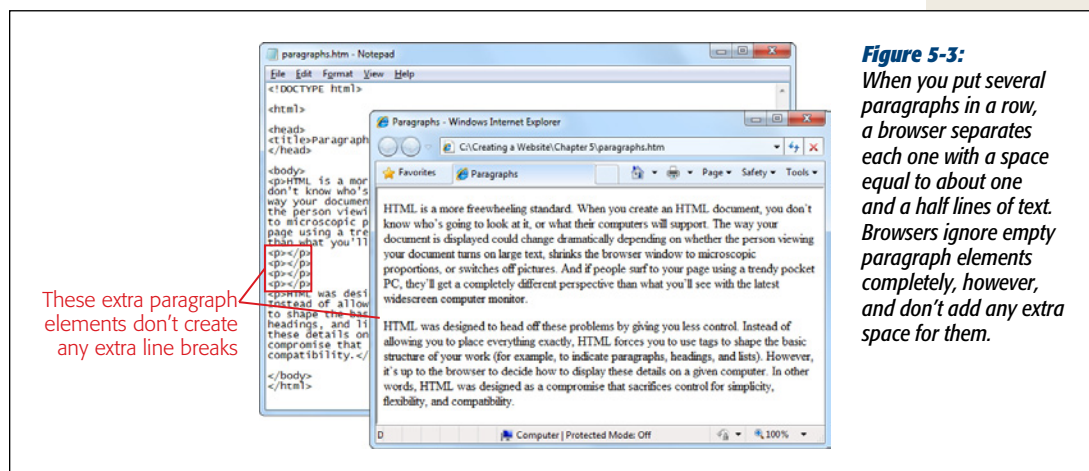 paragraphs.htm - Notepad
File Edit Format View Help
<!DOCTYPE html>
<html>
<head>
<title>Paragraph
</head>
<body>
<p>HTML is a mor
don't know who's
way your documen
the person viewi
to microscopic p
page using a tre
than what you'll
<p></p>
<p></p>
<p></p>
<p>HTML was desi
Instead of allow
to shape the bas
headings, and li
these details on
compromise that
compatibility.</
</body>
</html>
Paragraphs - Windows Internet Explorer
C:\Creating a Website\Chapter 5\paragraphs.htm
Favorites Paragraphs Page Safety Tools
HTML is a more freewheeling standard. When you create an HTML document, you don't
know who's going to look at it, or what their computers will support. The way your
document is displayed could change dramatically depending on whether the person viewing
your document turns on large text, shrinks the browser window to microscopic
proportions, or switches off pictures. And if people surf to your page using a trendy pocket
PC, they'll get a completely different perspective than what you'll see with the latest
widescreen computer monitor.
HTML was designed to head off these problems by giving you less control. Instead of
allowing you to place everything exactly, HTML forces you to use tags to shape the basic
structure of your work (for example, to indicate paragraphs, headings, and lists). However,
it's up to the browser to decide how to display these details on a given computer. In other
words, HTML was designed as a compromise that sacrifices control for simplicity,
flexibility, and compatibility.
D Computer | Protected Mode: Off 100%
These extra paragraph
elements don't create
any extra line breaks
Figure 5-3:
When you put several
paragraphs in a row,
a browser separates
each one with a space
equal to about one
and a half lines of text.
Browsers ignore empty
paragraph elements
completely, however,
and don't add any extra
space for them.